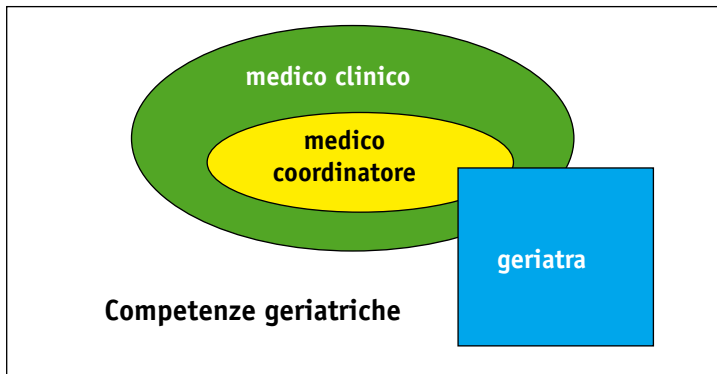 medico clinico
medico
coordinatore
geriatra
Competenze geriatriche